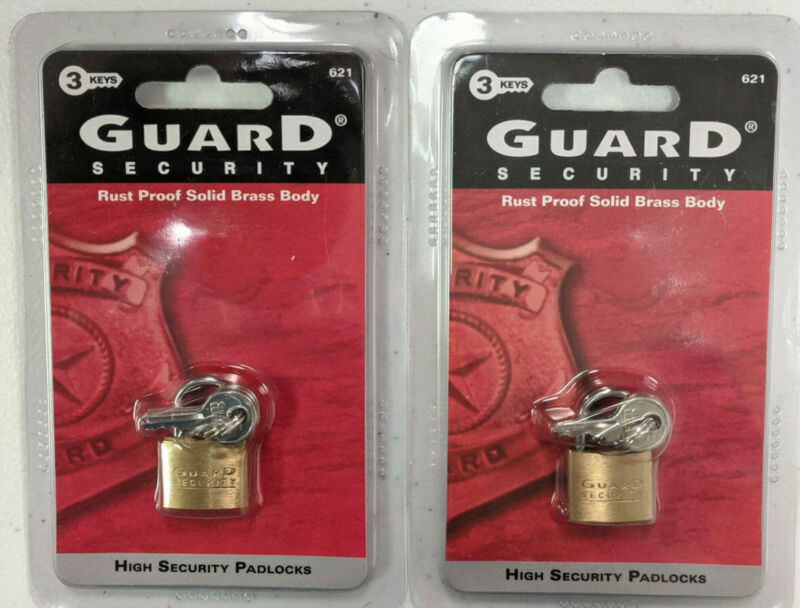 3 KEYS
621
GUARD®
SECURITY
Rust Proof Solid Brass Body
RITY
RD
GUARD
SECURITY
HIGH SECURITY PADLOCKS
3 KEYS
621
GUARD®
SECURITY
Rust Proof Solid Brass Body
RITY
RD
GUARD
SECURITY
HIGH SECURITY PADLOCKS